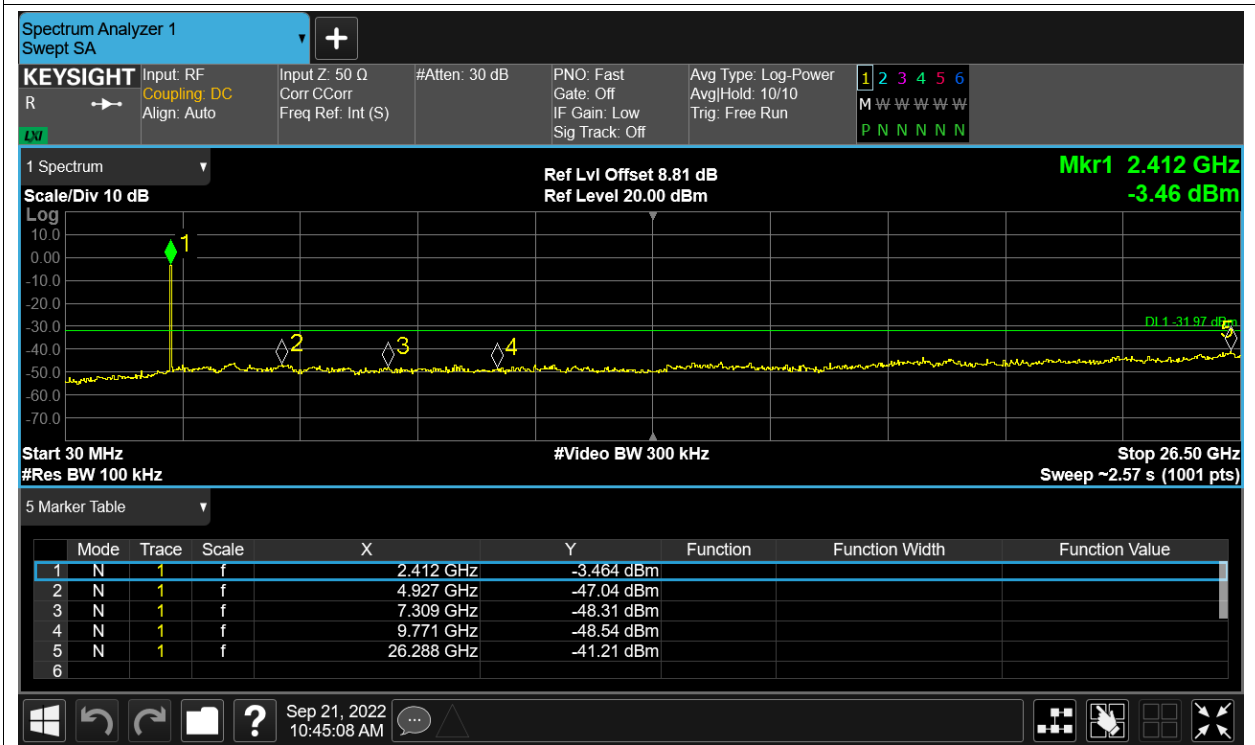 Spectrum Analyzer 1
Swept SA
KEYSIGHT
R
LXI
Input: RF
Coupling: DC
Align: Auto
Input Z: 50 Ω
Corr CCorr
Freq Ref: Int (S)
#Atten: 30 dB
PNO: Fast
Gate: Off
IF Gain: Low
Sig Track: Off
Avg Type: Log-Power
Avg|Hold: 10/10
Trig: Free Run
1 2 3 4 5 6
M W W W W W
P N N N N N
1 Spectrum
Scale/Div 10 dB
Ref Lvl Offset 8.81 dB
Ref Level 20.00 dBm
Mkr1 2.412 GHz
-3.46 dBm
Log
10.0
0.00
-10.0
-20.0
-30.0
-40.0
-50.0
-60.0
-70.0
1
2
3
4
5
DL1 -31.97 dBm
Start 30 MHz
#Res BW 100 kHz
#Video BW 300 kHz
Stop 26.50 GHz
Sweep ~2.57 s (1001 pts)
5 Marker Table
Mode Trace Scale X Y Function Function Width Function Value
1 N 1 f 2.412 GHz -3.464 dBm
2 N 1 f 4.927 GHz -47.04 dBm
3 N 1 f 7.309 GHz -48.31 dBm
4 N 1 f 9.771 GHz -48.54 dBm
5 N 1 f 26.288 GHz -41.21 dBm
6
?
Sep 21, 2022
10:45:08 AM